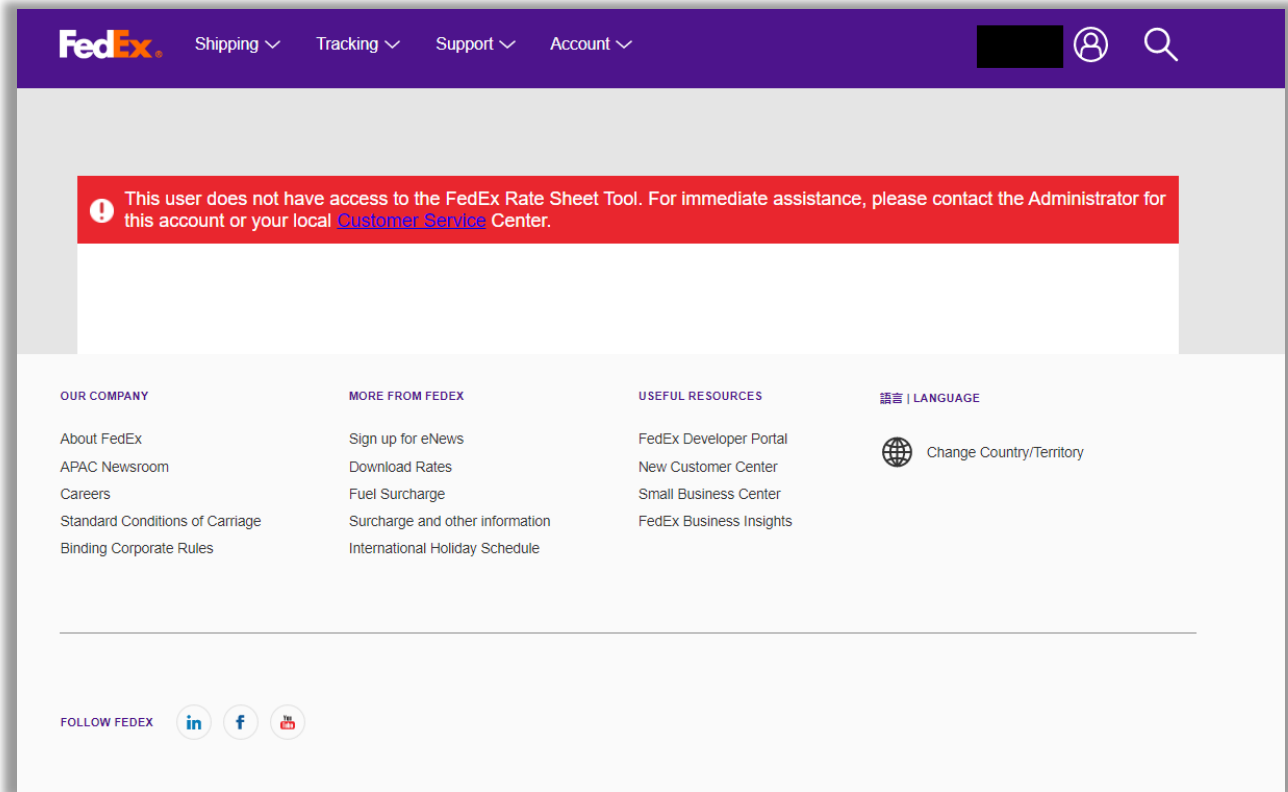 FedEx. Shipping Tracking Support Account
This user does not have access to the FedEx Rate Sheet Tool. For immediate assistance, please contact the Administrator for
this account or your local Customer Service Center.
OUR COMPANY
About FedEx
APAC Newsroom
Careers
Standard Conditions of Carriage
Binding Corporate Rules
MORE FROM FEDEX
Sign up for eNews
Download Rates
Fuel Surcharge
Surcharge and other information
International Holiday Schedule
USEFUL RESOURCES
FedEx Developer Portal
New Customer Center
Small Business Center
FedEx Business Insights
語言 | LANGUAGE
Change Country/Territory
FOLLOW FEDEX in f You Tube